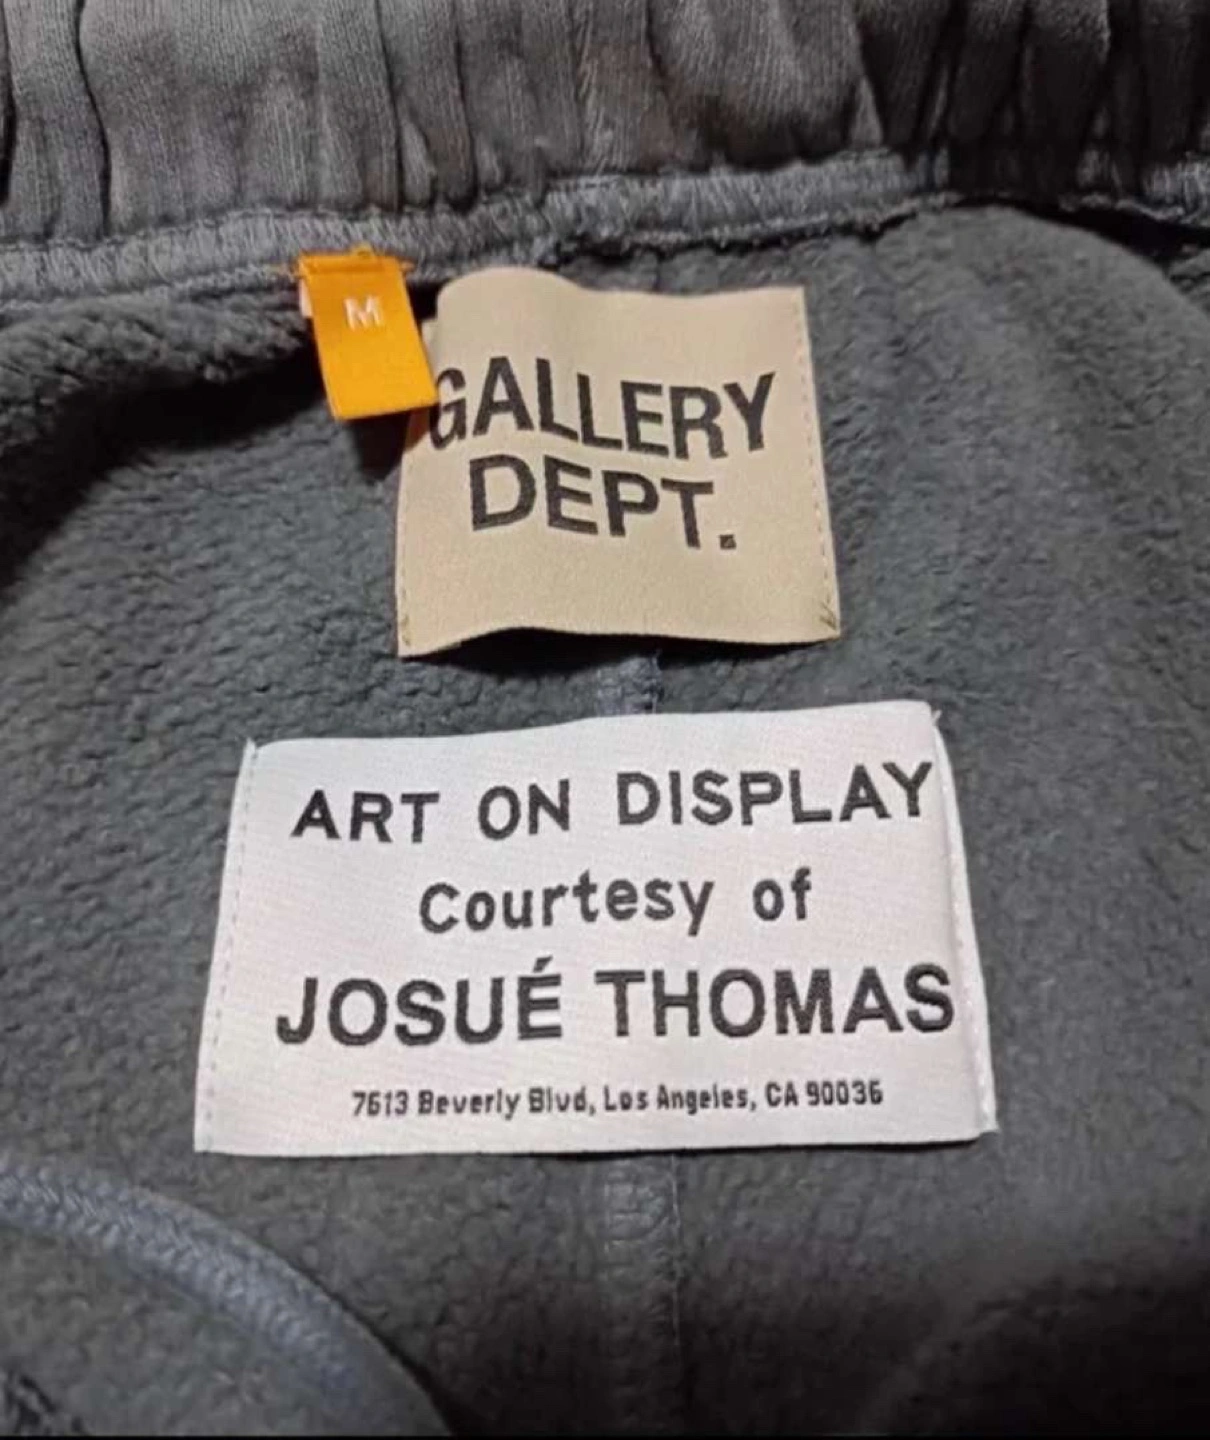 M
GALLERY
DEPT.
ART ON DISPLAY
Courtesy of
JOSUÉ THOMAS
7613 Beverly Blvd, Los Angeles, CA 90036